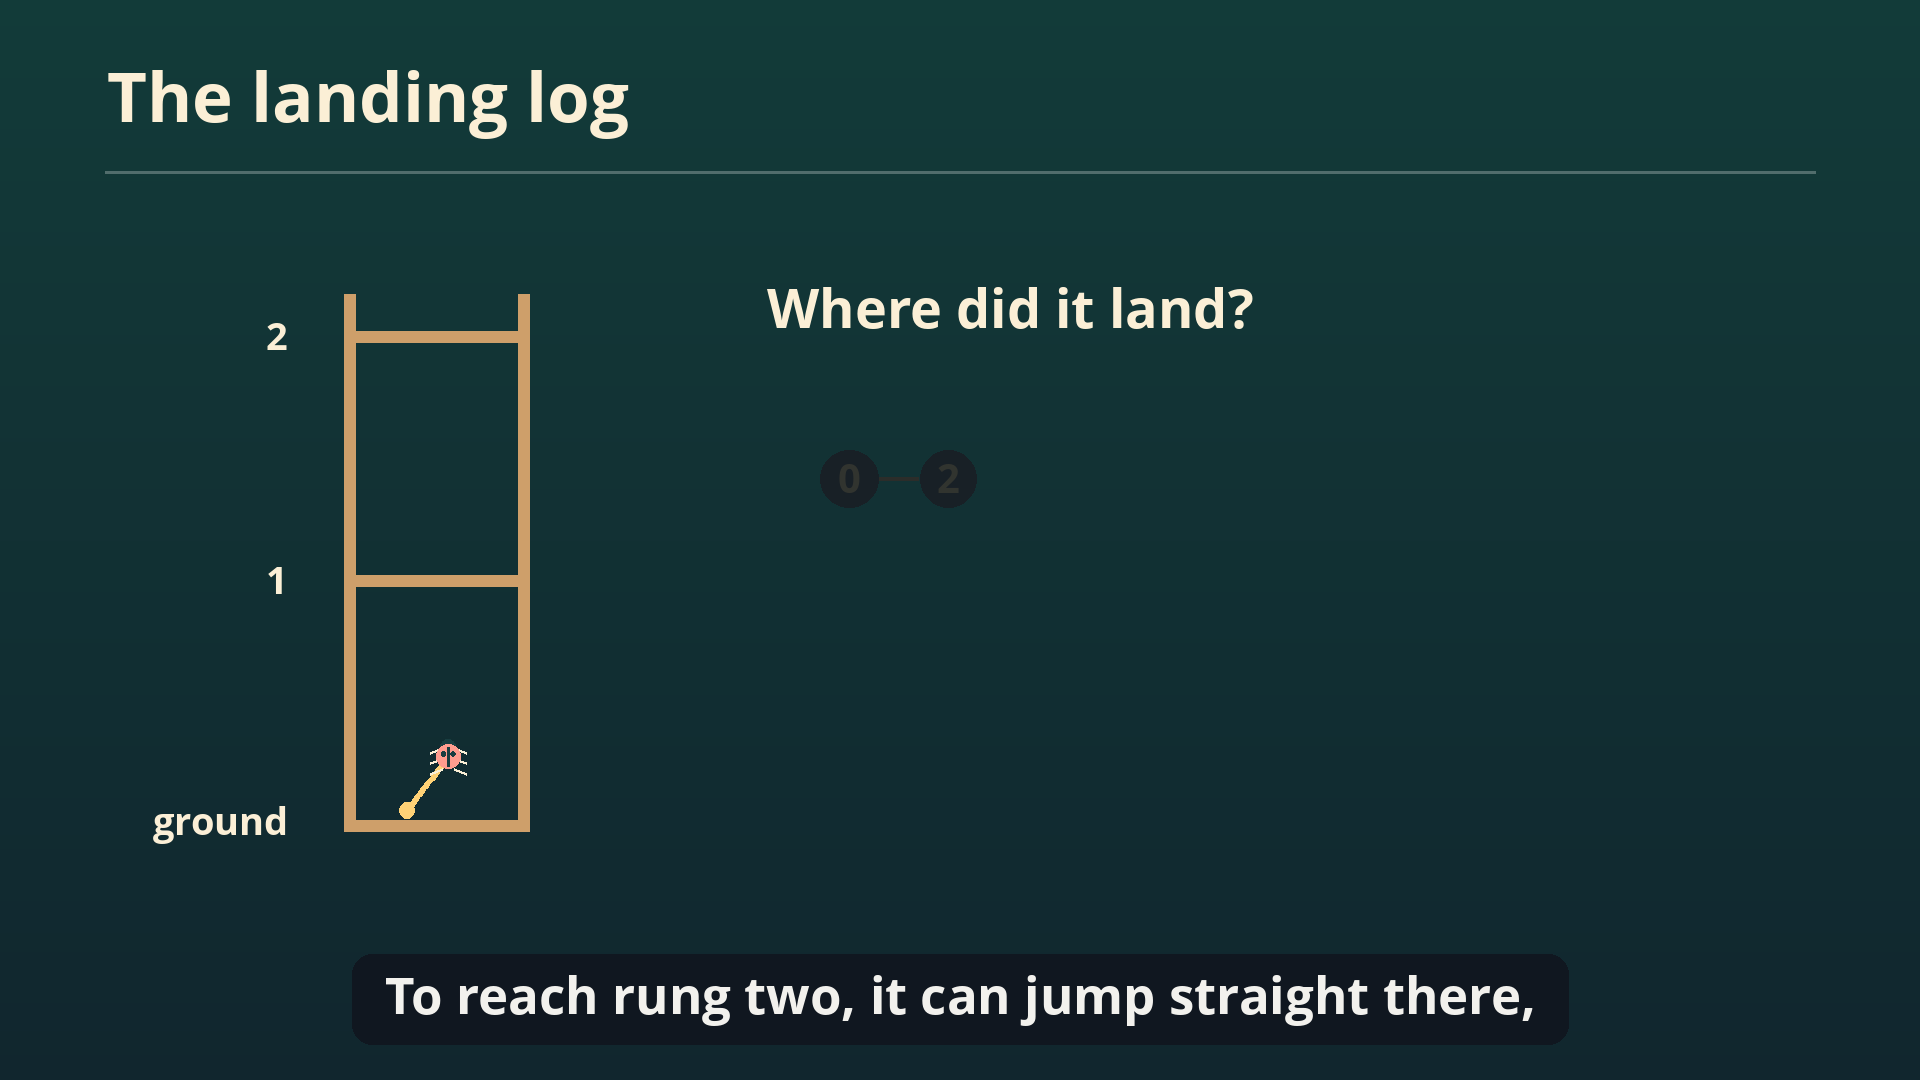 The landing log
Where did it land?
2
0 2
1
ground
To reach rung two, it can jump straight there,